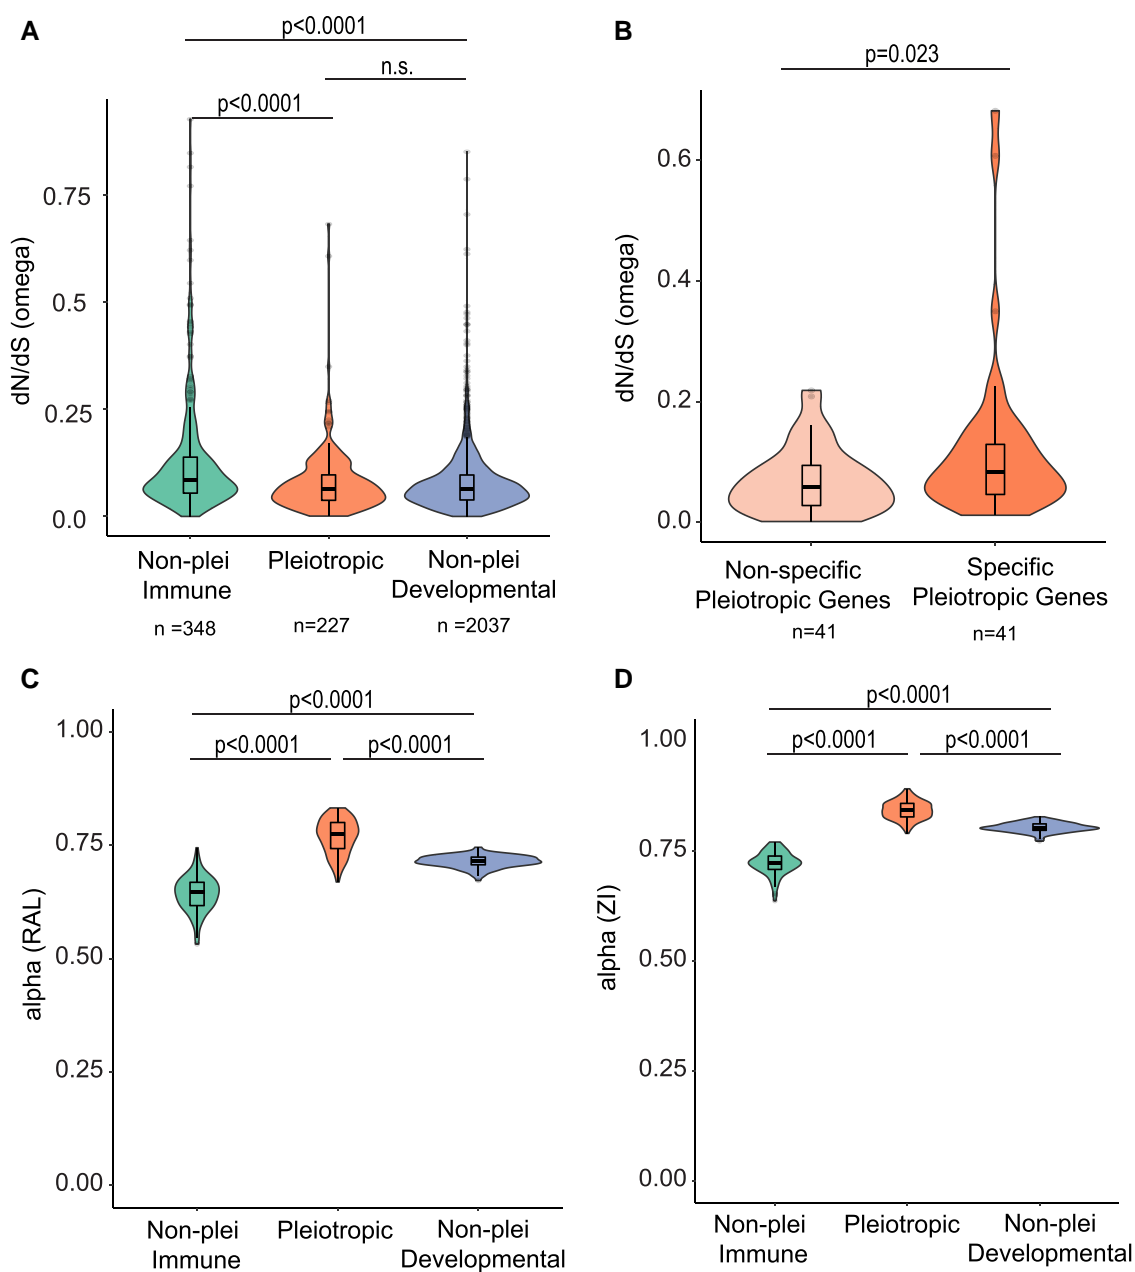 A
p<0.0001
n.s.
p<0.0001
dN/dS (omega)
0.75
0.5
0.25
0.0
Non-plei
Immune
Pleiotropic
Non-plei
Developmental
n =348
n=227
n =2037
B
p=0.023
dN/dS (omega)
0.6
0.4
0.2
0.0
Non-specific
Pleiotropic Genes
Specific
Pleiotropic Genes
n=41
n=41
C
p<0.0001
p<0.0001
p<0.0001
alpha (RAL)
1.00
0.75
0.50
0.25
0.00
Non-plei
Immune
Pleiotropic
Non-plei
Developmental
D
p<0.0001
p<0.0001
p<0.0001
alpha (ZI)
1.00
0.75
0.50
0.25
0.00
Non-plei
Immune
Pleiotropic
Non-plei
Developmental